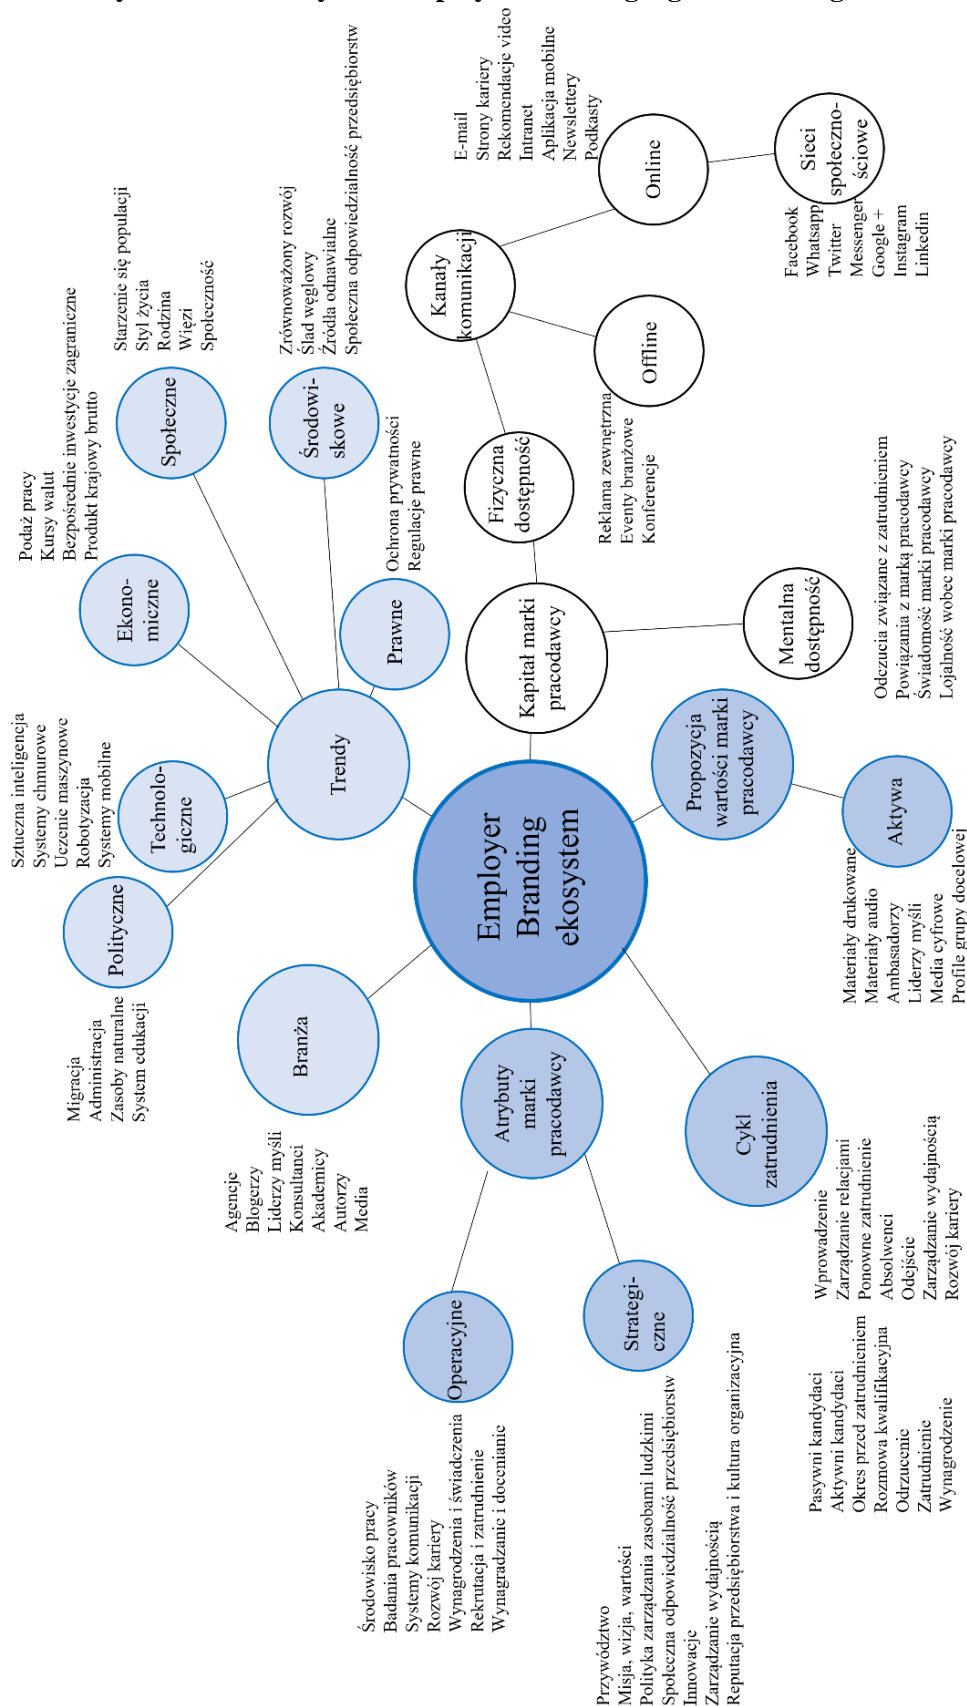 Employer
Branding
ekosystem
Trendy
Polityczne
Migracja
Administracja
Zasoby naturalne
System edukacji
Technolo-
giczne
Sztuczna inteligencja
Systemy chmurowe
Uczenie maszynowe
Robotyzacja
Systemy mobilne
Ekono-
miczne
Podaż pracy
Kursy walut
Bezpośrednie inwestycje zagraniczne
Produkt krajowy brutto
Społeczne
Starzenie się populacji
Styl życia
Rodzina
Więzi
Społeczność
Środowi-
skowe
Zrównoważony rozwój
Ślad węglowy
Źródła odnawialne
Społeczna odpowiedzialność przedsiębiorstw
Prawne
Ochrona prywatności
Regulacje prawne
Branża
Agencje
Blogerzy
Liderzy myśli
Konsultanci
Akademicy
Autorzy
Media
Kapitał marki
pracodawcy
Fizyczna
dostępność
Kanały
komunikacji
Online
E-mail
Strony kariery
Rekomendacje video
Intranet
Aplikacja mobilne
Newslettery
Podkasty
Sieci
społeczno-
ściowe
Facebook
Whatsapp
Twitter
Messenger
Google +
Instagram
Linkedin
Offline
Reklama zewnętrzna
Eventy branżowe
Konferencje
Mentalna
dostępność
Odczucia związane z zatrudnieniem
Powiązania z marką pracodawcy
Świadomość marki pracodawcy
Lojalność wobec marki pracodawcy
Propozycja
wartości marki
pracodawcy
Aktywa
Materiały drukowane
Materiały audio
Ambasadorzy
Liderzy myśli
Media cyfrowe
Profile grupy docelowej
Atrybuty
marki
pracodawcy
Operacyjne
Środowisko pracy
Badania pracowników
Systemy komunikacji
Rozwój kariery
Wynagrodzenia i świadczenia
Rekrutacja i zatrudnienie
Wynagradzanie i docenianie
Strategi-
czne
Przywództwo
Misja, wizja, wartości
Polityka zarządzania zasobami ludzkimi
Społeczna odpowiedzialność przedsiębiorstw
Innowacje
Zarządzanie wydajnością
Reputacja przedsiębiorstwa i kultura organizacyjna
Cykl
zatrudnienia
Pasywni kandydaci
Aktywni kandydaci
Okres przed zatrudnieniem
Rozmowa kwalifikacyjna
Odrzucenie
Zatrudnienie
Wynagrodzenie
Wprowadzenie
Zarządzanie relacjami
Ponowne zatrudnienie
Absolwenci
Odejście
Zarządzanie wydajnością
Rozwój kariery